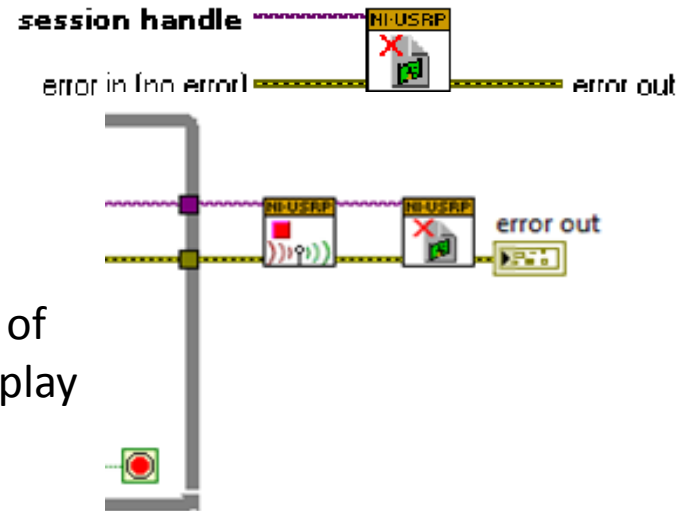 session handle
NI-USRP
error in (no error)
error out
NI-USRP
NI-USRP
error out
of
play